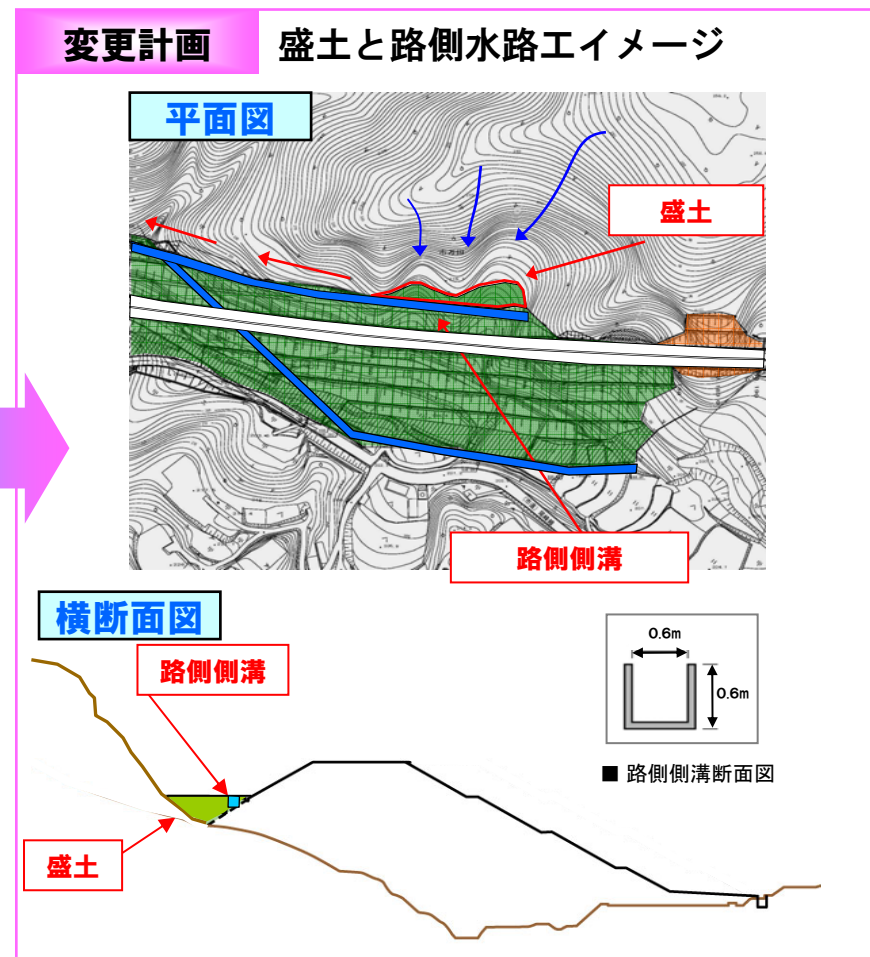 変更計画
盛土と路側水路工イメージ
平面図
盛土
路側側溝
横断面図
路側側溝
盛土
0.6m
0.6m
■ 路側側溝断面図